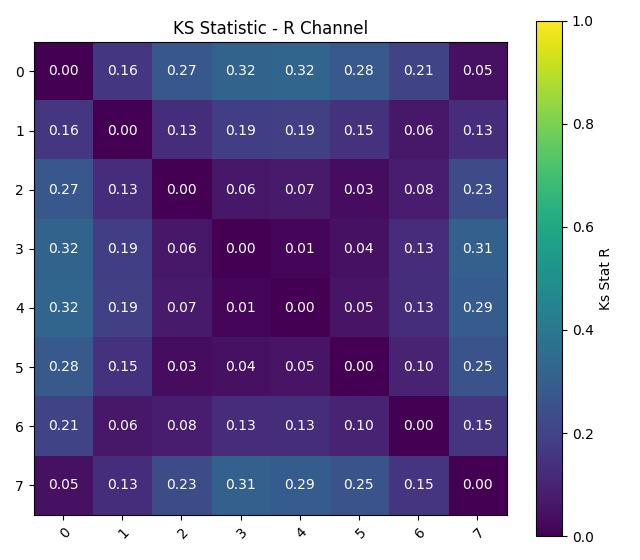 KS Statistic - R Channel
0 0.00 0.16 0.27 0.32 0.32 0.28 0.21 0.05
1 0.16 0.00 0.13 0.19 0.19 0.15 0.06 0.13
2 0.27 0.13 0.00 0.06 0.07 0.03 0.08 0.23
3 0.32 0.19 0.06 0.00 0.01 0.04 0.13 0.31
4 0.32 0.19 0.07 0.01 0.00 0.05 0.13 0.29
5 0.28 0.15 0.03 0.04 0.05 0.00 0.10 0.25
6 0.21 0.06 0.08 0.13 0.13 0.10 0.00 0.15
7 0.05 0.13 0.23 0.31 0.29 0.25 0.15 0.00
0 1 2 3 4 5 6 7
1.0
0.8
0.6
0.4
0.2
0.0
Ks Stat R